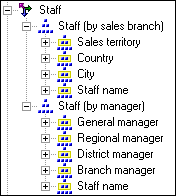 Staff
Staff (by sales branch)
Sales territory
Country
City
Staff name
Staff (by manager)
General manager
Regional manager
District manager
Branch manager
Staff name